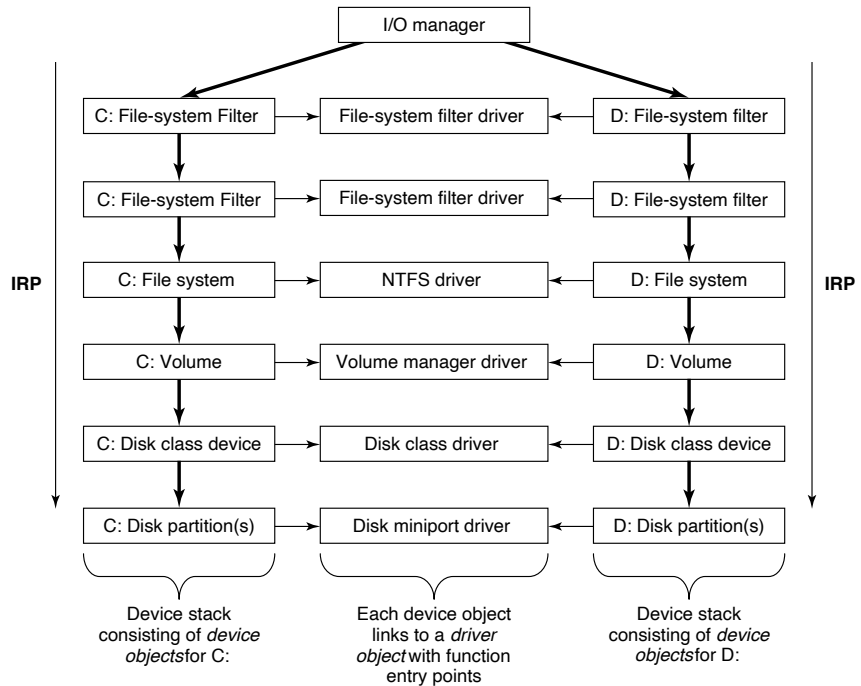 I/O manager
C: File-system Filter
File-system filter driver
D: File-system filter
C: File-system Filter
File-system filter driver
D: File-system filter
IRP
C: File system
NTFS driver
D: File system
IRP
C: Volume
Volume manager driver
D: Volume
C: Disk class device
Disk class driver
D: Disk class device
C: Disk partition(s)
Disk miniport driver
D: Disk partition(s)
Device stack
consisting of device
objectsfor C:
Each device object
links to a driver
object with function
entry points
Device stack
consisting of device
objectsfor D: